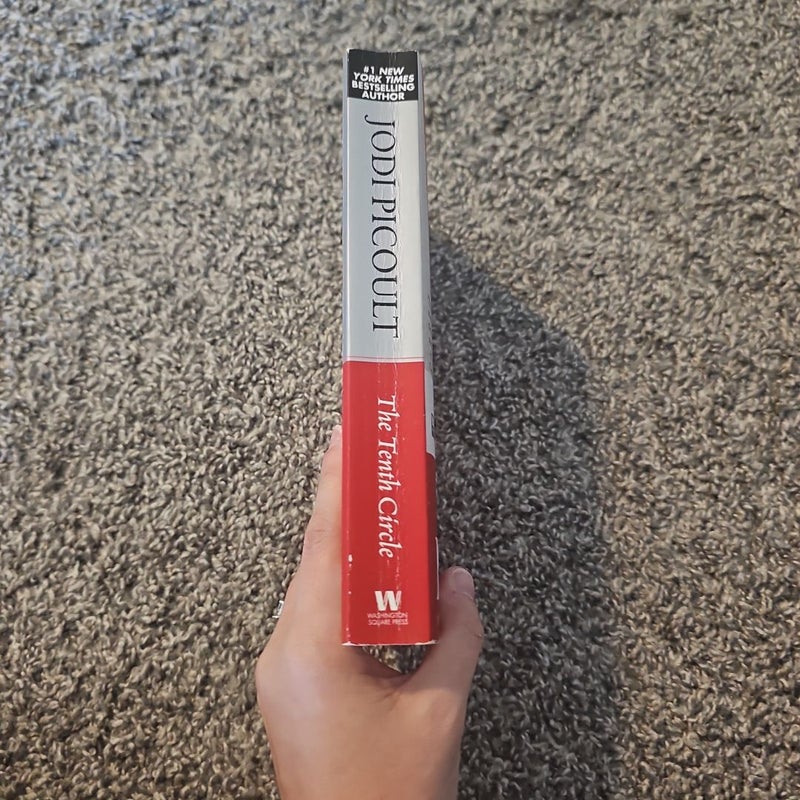 #1 NEW
YORK TIMES
BESTSELLING
AUTHOR
JODI PICOULT
The Tenth Circle
W
WASHINGTON
SQUARE PRESS